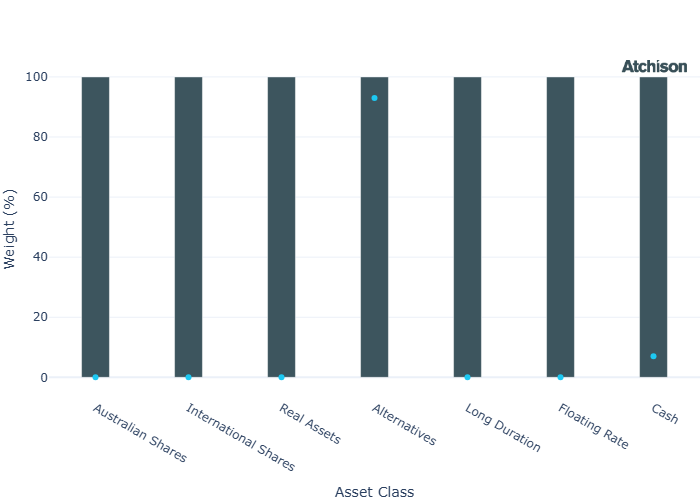 Atchison
100
80
60
40
20
0
Weight (%)
Australian Shares
International Shares
Real Assets
Alternatives
Long Duration
Floating Rate
Cash
Asset Class